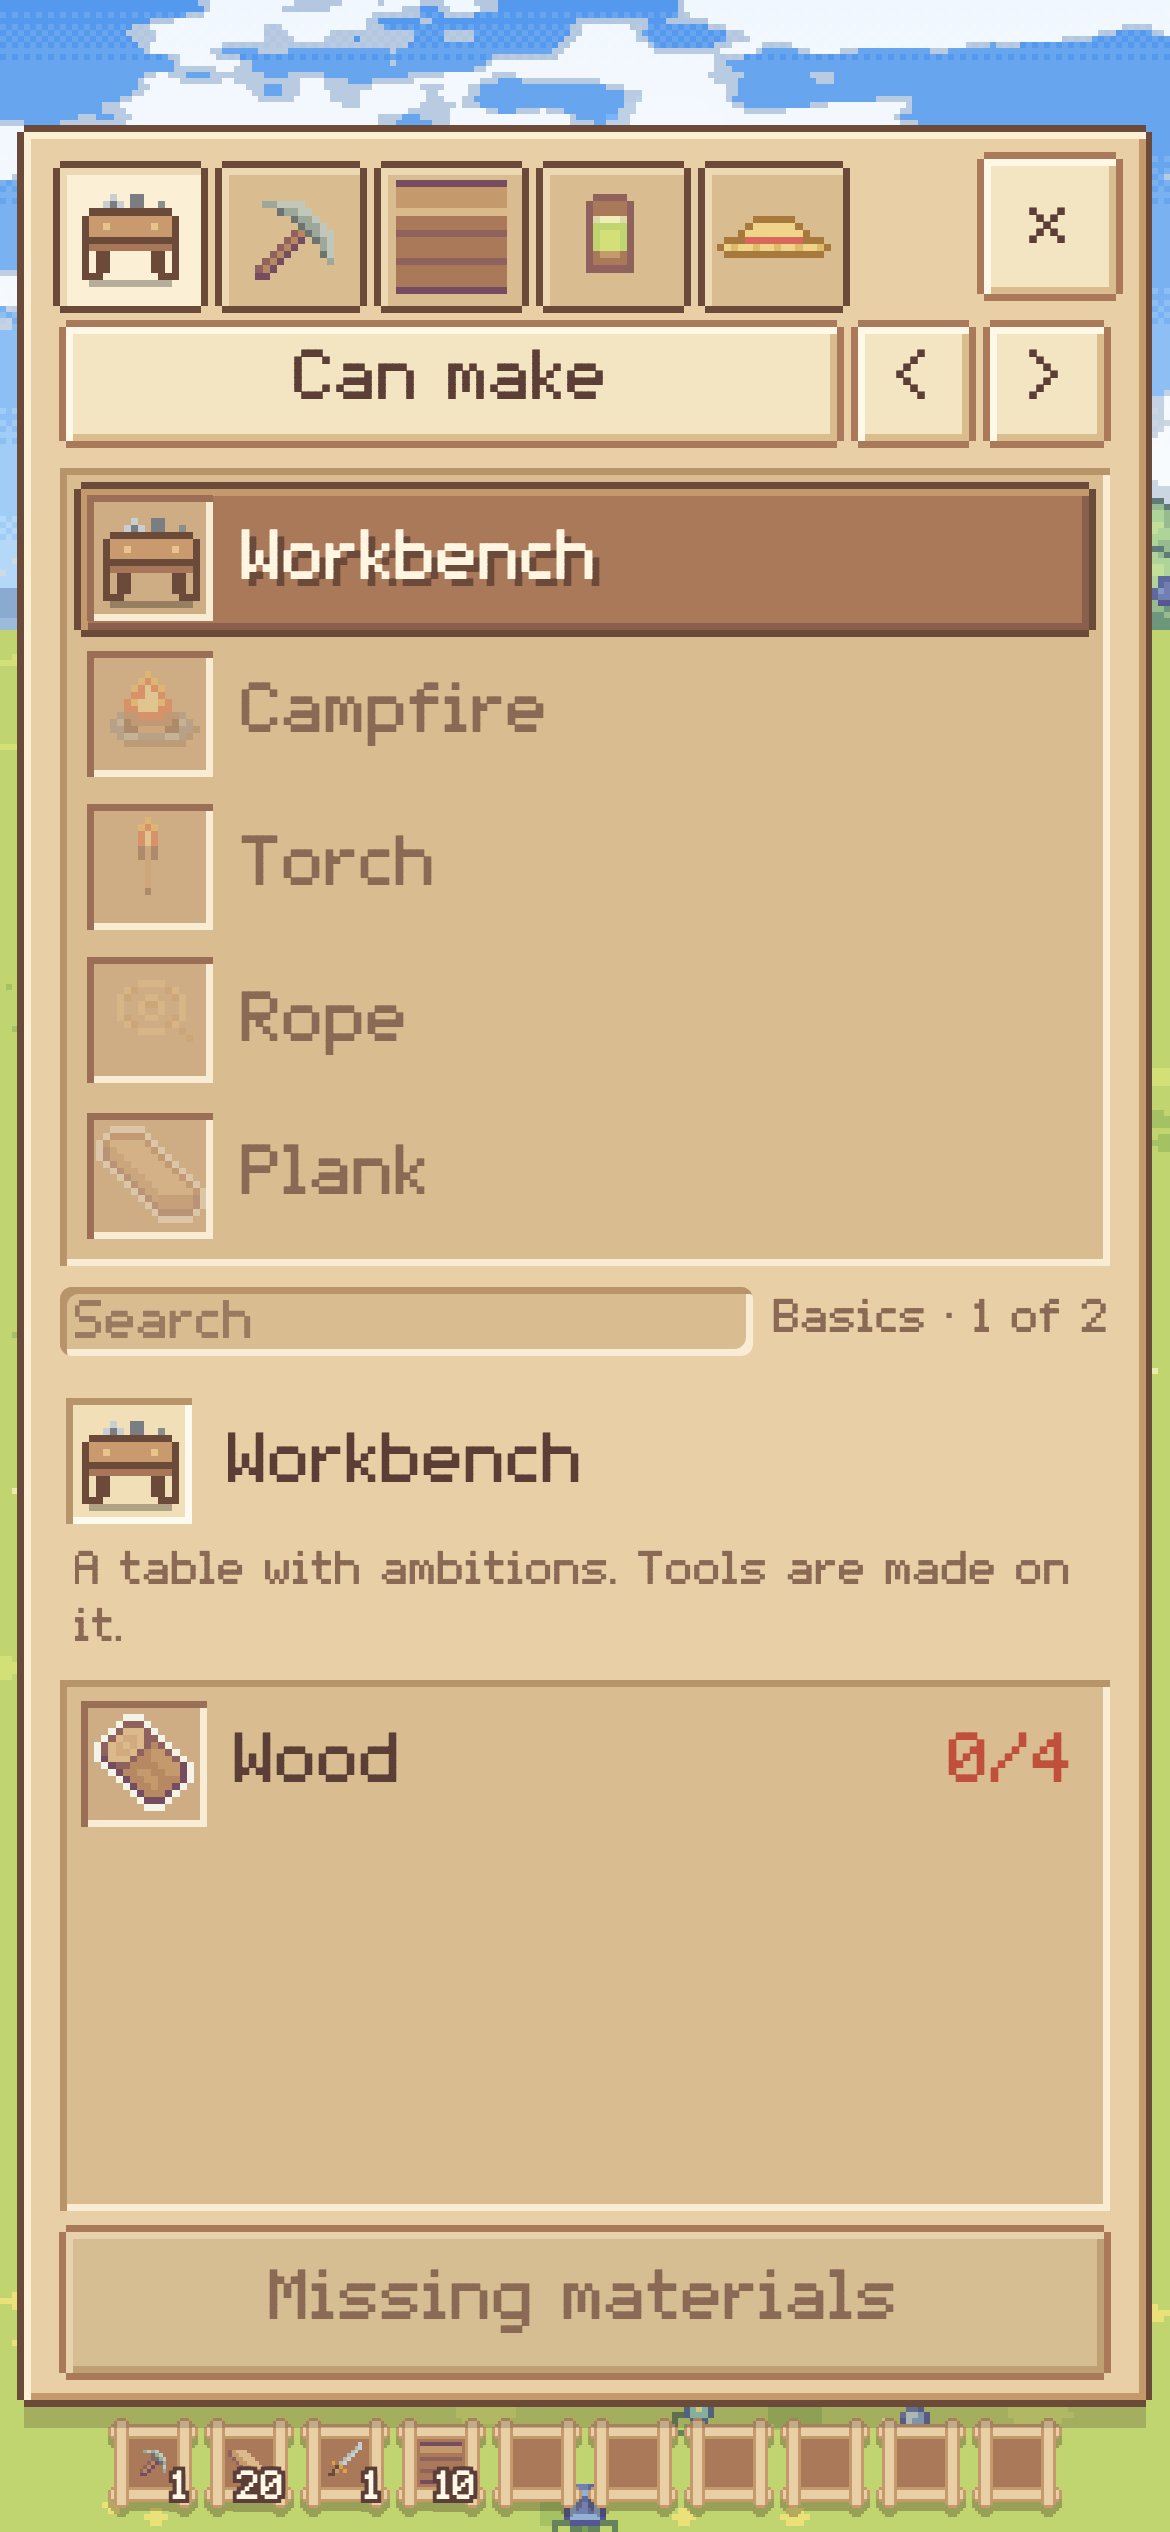 ×
Can make
< >
Workbench
Campfire
Torch
Rope
Plank
Search
Basics · 1 of 2
Workbench
A table with ambitions. Tools are made on
it.
Wood 0/4
Missing materials
1 20 1 10